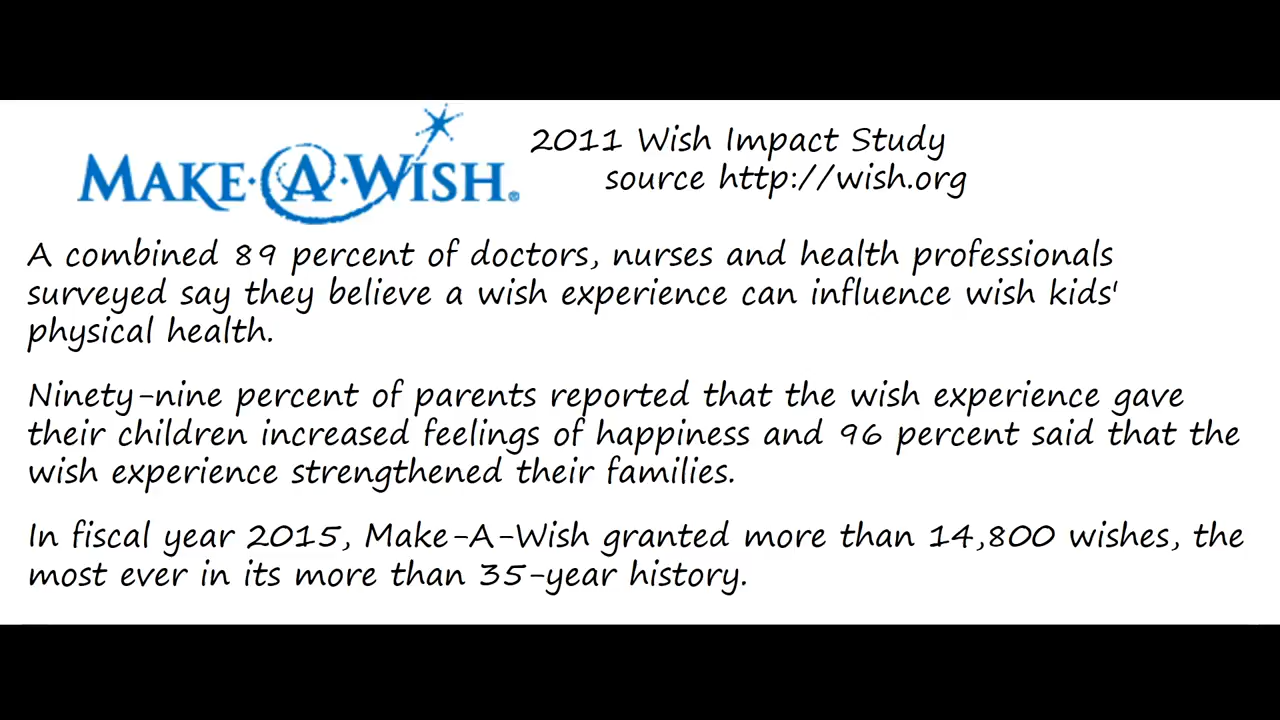 MAKE·A·WISH®
2011 Wish Impact Study
source http://wish.org
A combined 89 percent of doctors, nurses and health professionals
surveyed say they believe a wish experience can influence wish kids'
physical health.
Ninety-nine percent of parents reported that the wish experience gave
their children increased feelings of happiness and 96 percent said that the
wish experience strengthened their families.
In fiscal year 2015, Make-A-Wish granted more than 14,800 wishes, the
most ever in its more than 35-year history.